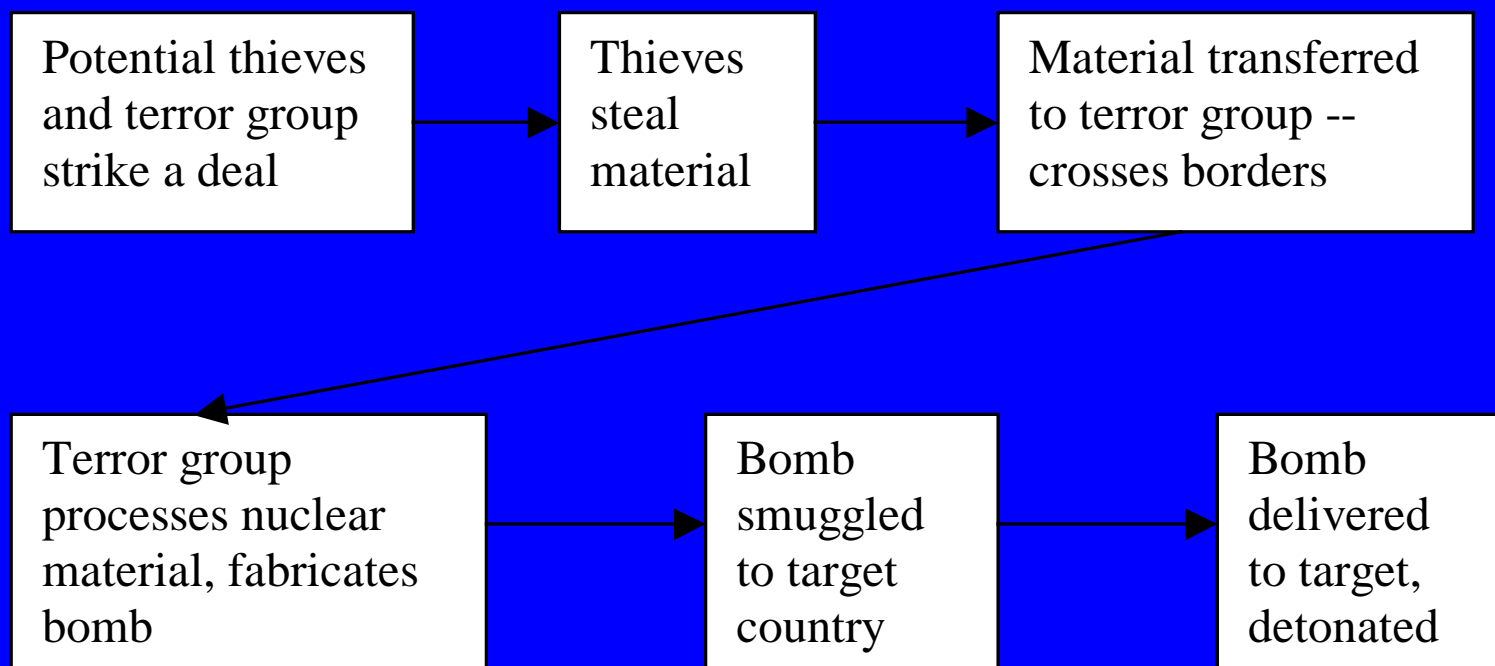 Potential thieves
and terror group
strike a deal
Thieves
steal
material
Material transferred
to terror group --
crosses borders
Terror group
processes nuclear
material, fabricates
bomb
Bomb
smuggled
to target
country
Bomb
delivered
to target,
detonated